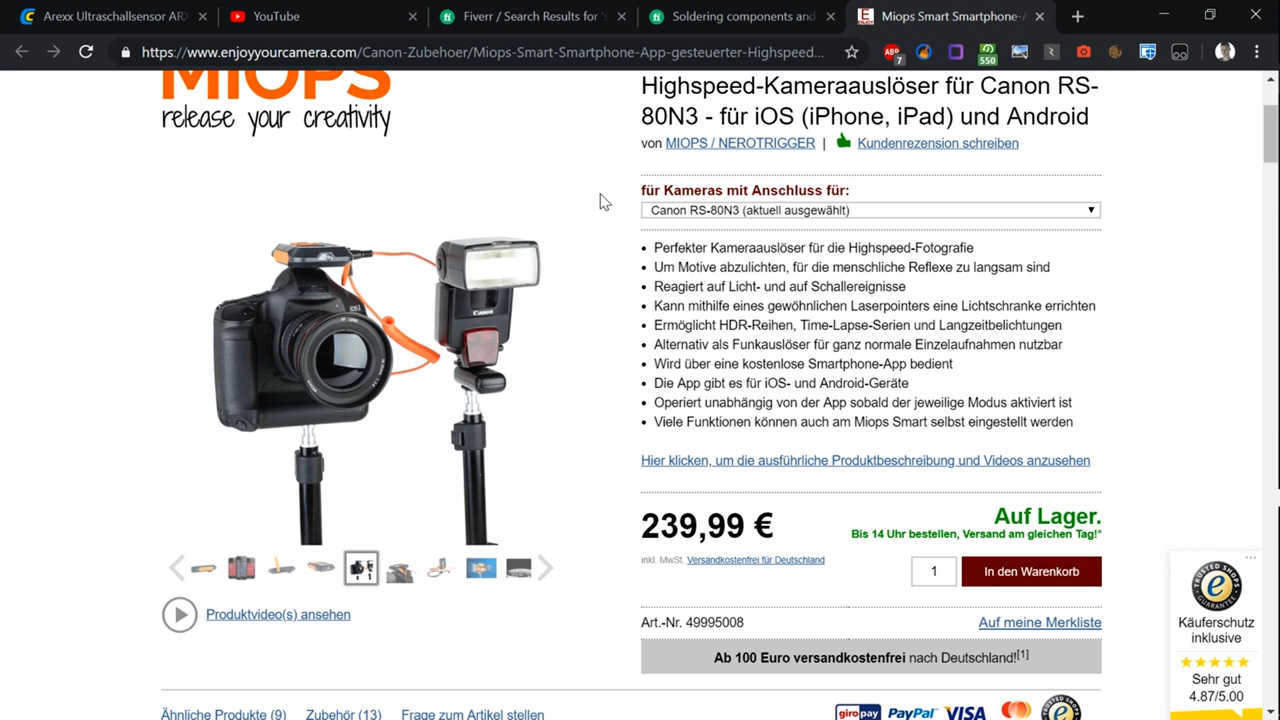 Arexx Ultraschallsensor AR
YouTube
Fiverr / Search Results for 's
Soldering components and
Miops Smart Smartphone-A
https://www.enjoyyourcamera.com/Canon-Zubehoer/Miops-Smart-Smartphone-App-gesteuerter-Highspeed...
ABP
7
550
MIOPS
release your creativity
Highspeed-Kameraauslöser für Canon RS-
80N3 - für iOS (iPhone, iPad) und Android
von MIOPS / NEROTRIGGER | Kundenrezension schreiben
für Kameras mit Anschluss für:
Canon RS-80N3 (aktuell ausgewählt)
• Perfekter Kameraauslöser für die Highspeed-Fotografie
• Um Motive abzulichten, für die menschliche Reflexe zu langsam sind
• Reagiert auf Licht- und auf Schallereignisse
• Kann mithilfe eines gewöhnlichen Laserpointers eine Lichtschranke errichten
• Ermöglicht HDR-Reihen, Time-Lapse-Serien und Langzeitbelichtungen
• Alternativ als Funkauslöser für ganz normale Einzelaufnahmen nutzbar
• Wird über eine kostenlose Smartphone-App bedient
• Die App gibt es für iOS- und Android-Geräte
• Operiert unabhängig von der App sobald der jeweilige Modus aktiviert ist
• Viele Funktionen können auch am Miops Smart selbst eingestellt werden
Canon
Hier klicken, um die ausführliche Produktbeschreibung und Videos anzusehen
239,99 €
Auf Lager.
Bis 14 Uhr bestellen, Versand am gleichen Tag!*
inkl. MwSt. Versandkostenfrei für Deutschland
1
In den Warenkorb
Produktvideo(s) ansehen
Art.-Nr. 49995008
Auf meine Merkliste
Ab 100 Euro versandkostenfrei nach Deutschland![1]
TRUSTED SHOPS
GUARANTEE
Käuferschutz
inklusive
Sehr gut
4.87/5.00
Ähnliche Produkte (9) Zubehör (13) Frage zum Artikel stellen
giropay PayPal VISA